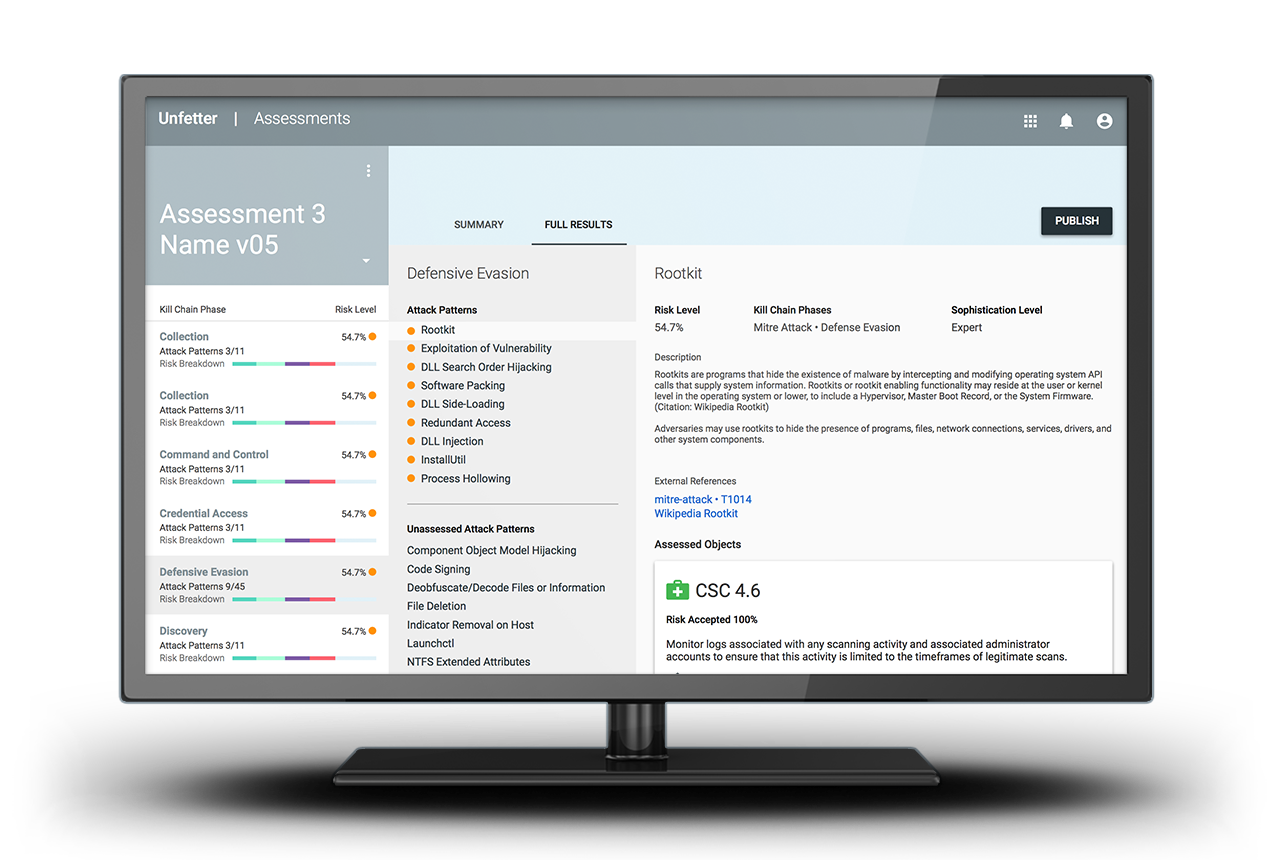 Unfetter | Assessments
Assessment 3
Name v05
SUMMARY
FULL RESULTS
PUBLISH
Kill Chain Phase
Risk Level
Collection
54.7%
Attack Patterns 3/11
Risk Breakdown
Collection
54.7%
Attack Patterns 3/11
Risk Breakdown
Command and Control
54.7%
Attack Patterns 3/11
Risk Breakdown
Credential Access
54.7%
Attack Patterns 3/11
Risk Breakdown
Defensive Evasion
54.7%
Attack Patterns 9/45
Risk Breakdown
Discovery
54.7%
Attack Patterns 3/11
Risk Breakdown
Defensive Evasion
Attack Patterns
Rootkit
Exploitation of Vulnerability
DLL Search Order Hijacking
Software Packing
DLL Side-Loading
Redundant Access
DLL Injection
InstallUtil
Process Hollowing
Unassessed Attack Patterns
Component Object Model Hijacking
Code Signing
Deobfuscate/Decode Files or Information
File Deletion
Indicator Removal on Host
Launchctl
NTFS Extended Attributes
Rootkit
Risk Level
54.7%
Kill Chain Phases
Mitre Attack • Defense Evasion
Sophistication Level
Expert
Description
Rootkits are programs that hide the existence of malware by intercepting and modifying operating system API
calls that supply system information. Rootkits or rootkit enabling functionality may reside at the user or kernel
level in the operating system or lower, to include a Hypervisor, Master Boot Record, or the System Firmware.
(Citation: Wikipedia Rootkit)
Adversaries may use rootkits to hide the presence of programs, files, network connections, services, drivers, and
other system components.
External References
mitre-attack • T1014
Wikipedia Rootkit
Assessed Objects
CSC 4.6
Risk Accepted 100%
Monitor logs associated with any scanning activity and associated administrator
accounts to ensure that this activity is limited to the timeframes of legitimate scans.